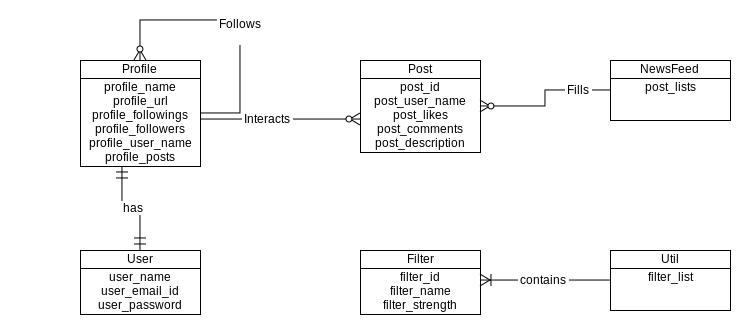 Follows
Profile
profile_name
profile_url
profile_followings
profile_followers
profile_user_name
profile_posts
Interacts
Post
post_id
post_user_name
post_likes
post_comments
post_description
Fills
NewsFeed
post_lists
has
User
user_name
user_email_id
user_password
Filter
filter_id
filter_name
filter_strength
contains
Util
filter_list